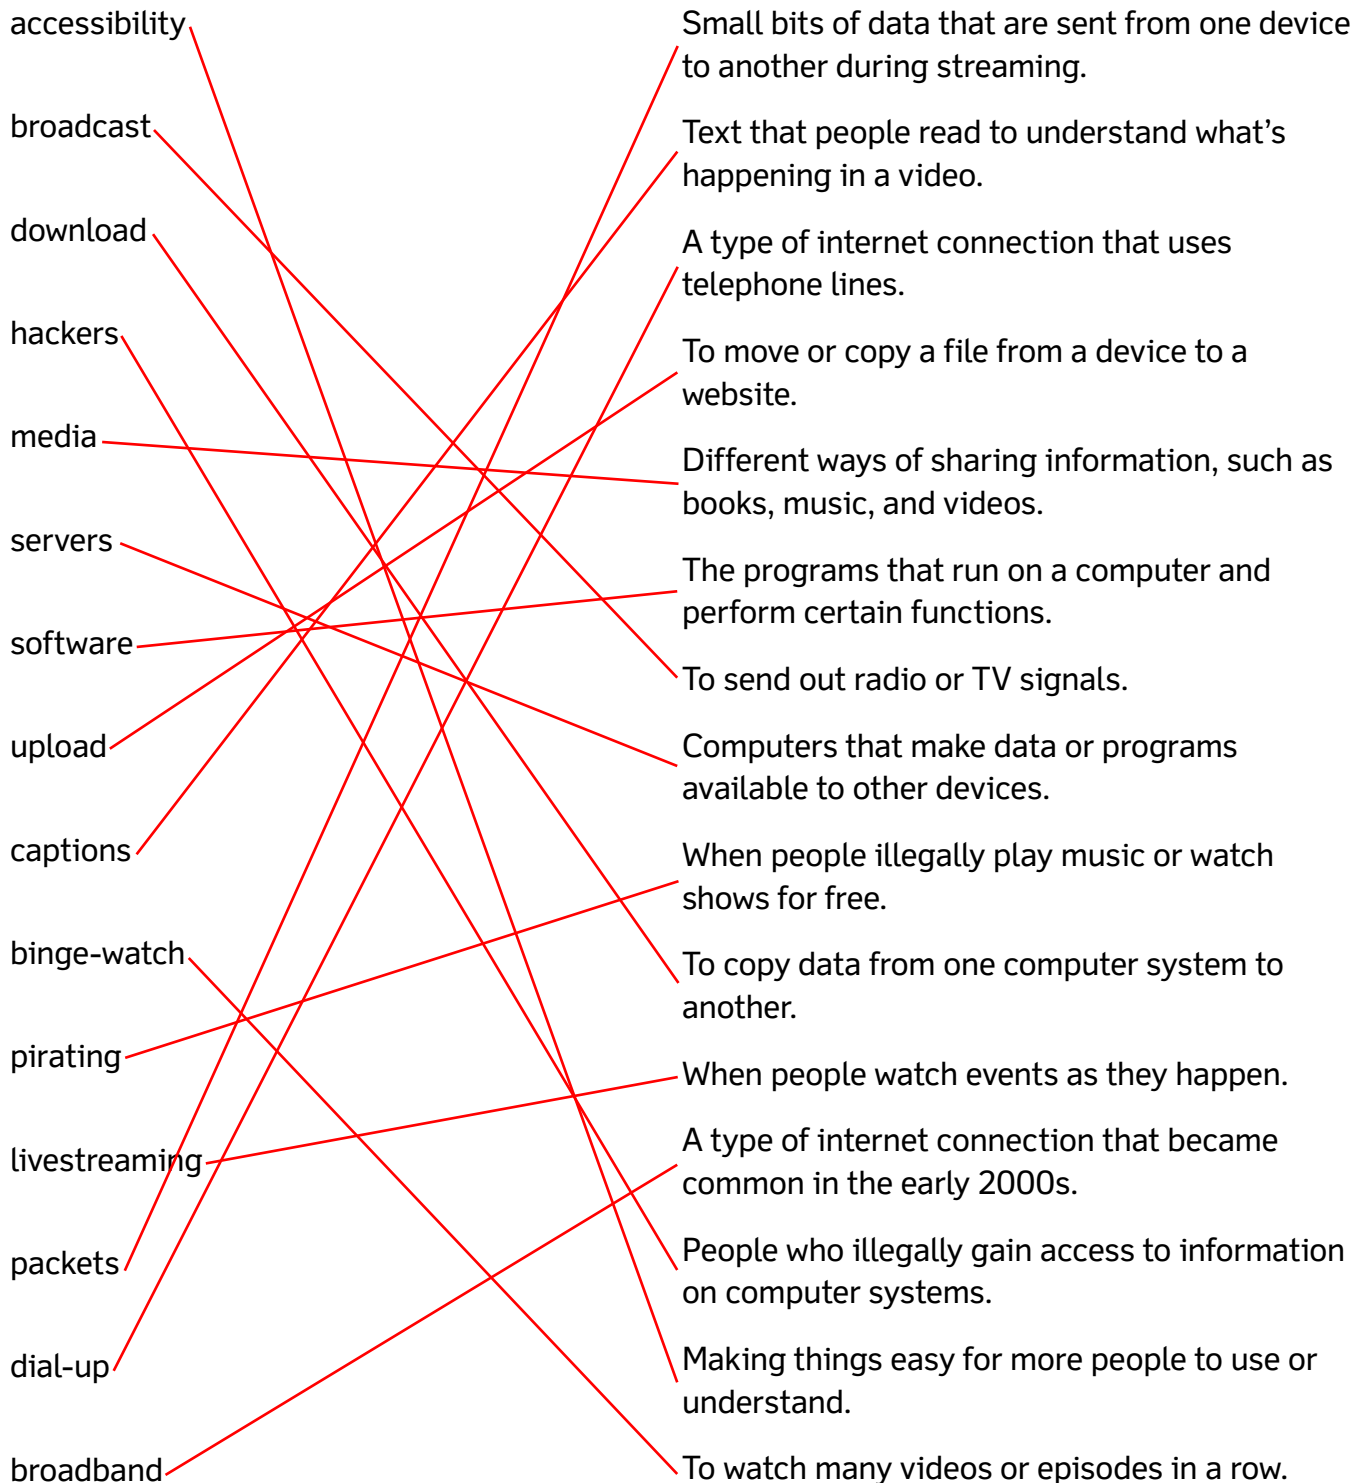 accessibility
broadcast
download
hackers
media
servers
software
upload
captions
binge-watch
pirating
livestreaming
packets
dial-up
broadband
Small bits of data that are sent from one device
to another during streaming.
Text that people read to understand what’s
happening in a video.
A type of internet connection that uses
telephone lines.
To move or copy a file from a device to a
website.
Different ways of sharing information, such as
books, music, and videos.
The programs that run on a computer and
perform certain functions.
To send out radio or TV signals.
Computers that make data or programs
available to other devices.
When people illegally play music or watch
shows for free.
To copy data from one computer system to
another.
When people watch events as they happen.
A type of internet connection that became
common in the early 2000s.
People who illegally gain access to information
on computer systems.
Making things easy for more people to use or
understand.
To watch many videos or episodes in a row.